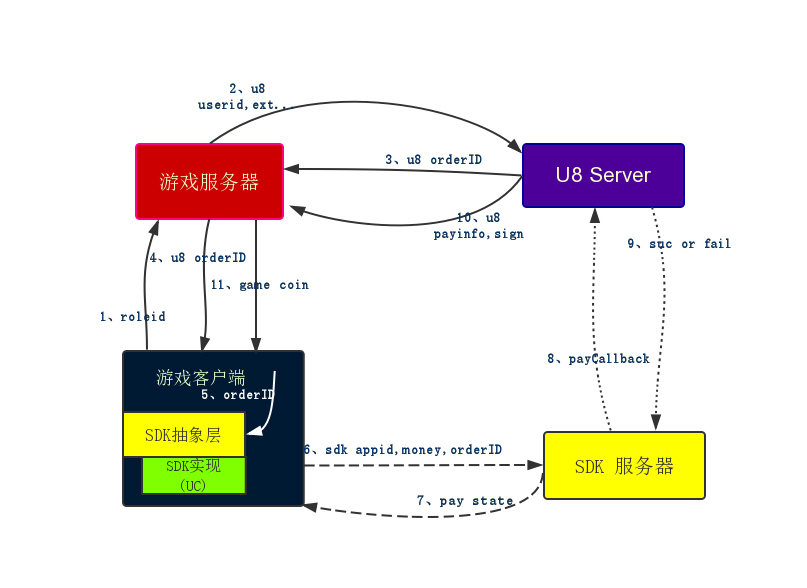 2、u8
userid,ext...
3、u8 orderID
游戏服务器
U8 Server
10、u8
payinfo,sign
4、u8 orderID
9、suc or fail
11、game coin
1、roleid
8、payCallback
游戏客户端
5、orderID
SDK抽象层
6、sdk appid,money,orderID
SDK实现
(UC)
SDK 服务器
7、pay state